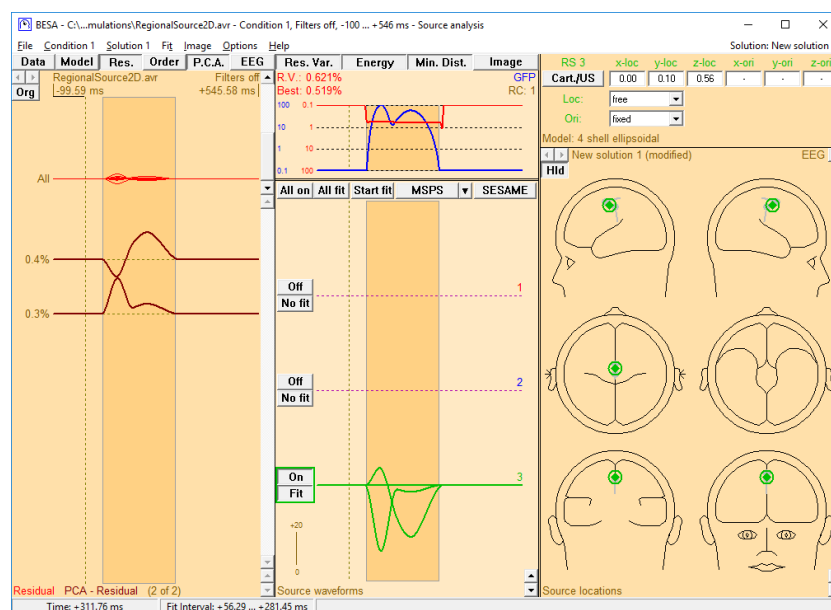 BESA - C:\...mulations\RegionalSource2D.avr - Condition 1, Filters off, -100 ... +546 ms - Source analysis
File Condition 1 Solution 1 Fit Image Options Help Solution: New solution
Data Model Res. Order P.C.A. EEG Res. Var. Energy Min. Dist. Image
RegionalSource2D.avr Filters off
-99.59 ms +545.58 ms
Org
All
0.4%
0.3%
Residual PCA - Residual (2 of 2)
R.V.: 0.621% GFP
Best: 0.519% RC: 1
100 0.1
10 1
1 10
0.1 100
All on All fit Start fit MSPS ▼ SESAME
Off 1
No fit
Off 2
No fit
On 3
Fit
+20
0
Source waveforms
RS 3 x-loc y-loc z-loc x-ori y-ori z-ori
Cart./US 0.00 0.10 0.56 - - -
Loc: free
Ori: fixed
Model: 4 shell ellipsoidal
New solution 1 (modified) EEG
Hld
Source locations
Time: +311.76 ms Fit Interval: +56.29 ... +281.45 ms